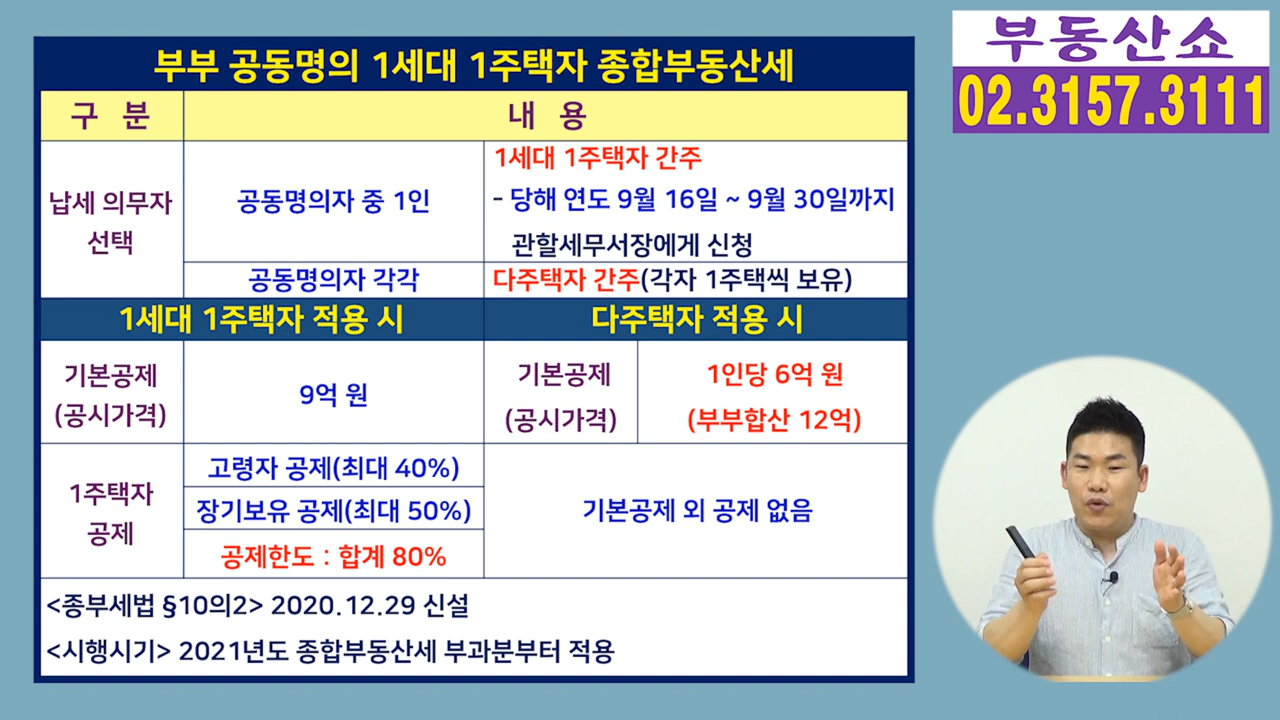 부동산쇼
02.3157.3111
부부 공동명의 1세대 1주택자 종합부동산세
구 분
내 용
납세 의무자
선택
공동명의자 중 1인
1세대 1주택자 간주
- 당해 연도 9월 16일 ~ 9월 30일까지
관할세무서장에게 신청
공동명의자 각각
다주택자 간주(각자 1주택씩 보유)
1세대 1주택자 적용 시
다주택자 적용 시
기본공제
(공시가격)
9억 원
기본공제
(공시가격)
1인당 6억 원
(부부합산 12억)
1주택자
공제
고령자 공제(최대 40%)
장기보유 공제(최대 50%)
공제한도 : 합계 80%
기본공제 외 공제 없음
<종부세법 §10의2> 2020.12.29 신설
<시행시기> 2021년도 종합부동산세 부과분부터 적용